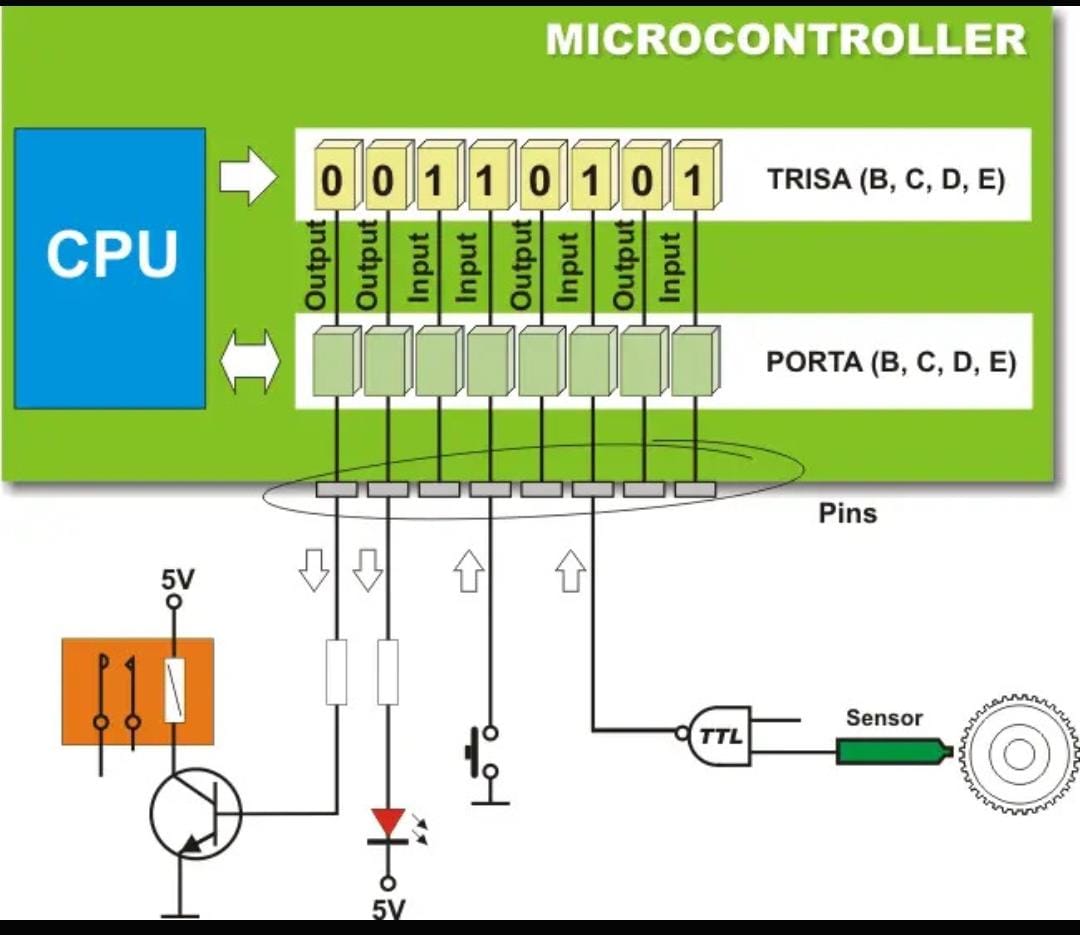 MICROCONTROLLER
CPU
0 0 1 1 0 1 0 1
TRISA (B, C, D, E)
Output
Output
Input
Input
Output
Input
Output
Input
PORTA (B, C, D, E)
Pins
5V
Sensor
TTL
5V